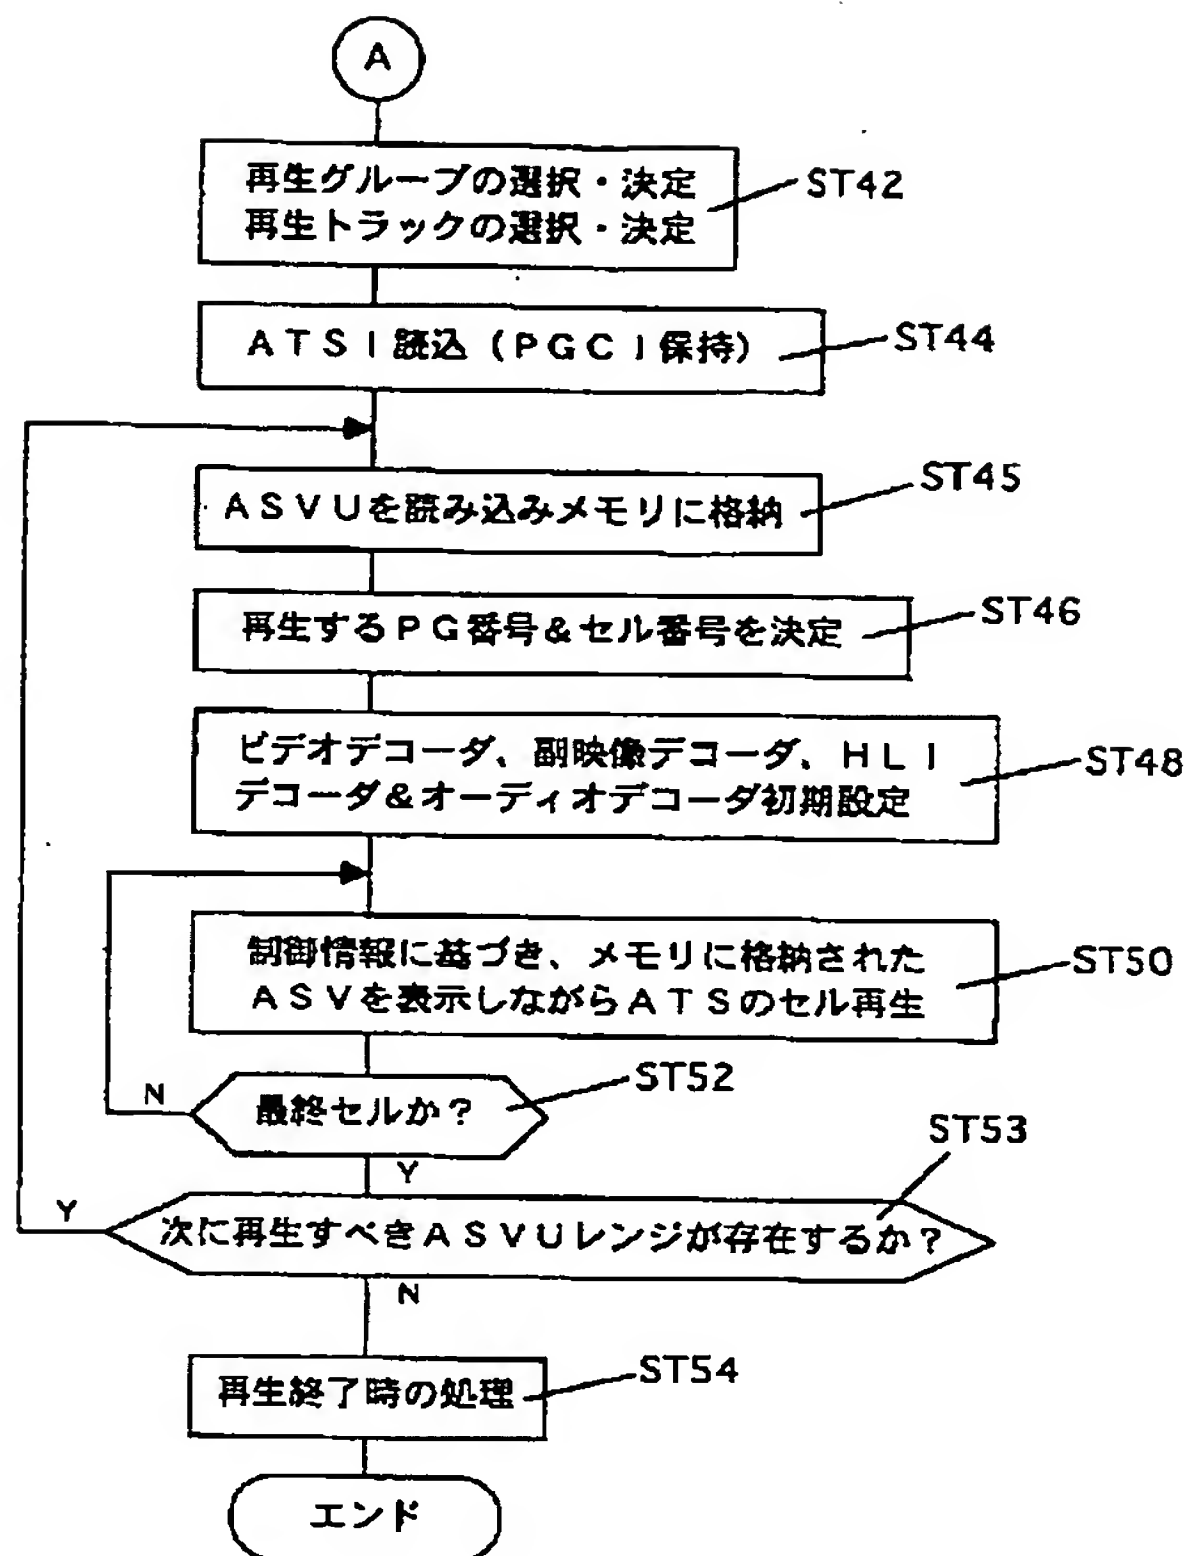 A
再生グループの選択・決定
再生トラックの選択・決定
ST42
ATSI読込(PGCI保持)
ST44
ASVUを読み込みメモリに格納
ST45
再生するPG番号&セル番号を決定
ST46
ビデオデコーダ、副映像デコーダ、HLI
デコーダ&オーディオデコーダ初期設定
ST48
制御情報に基づき、メモリに格納された
ASVを表示しながらATSのセル再生
ST50
最終セルか?
ST52
N
Y
ST53
次に再生すべきASVUレンジが存在するか?
Y
N
再生終了時の処理
ST54
エンド